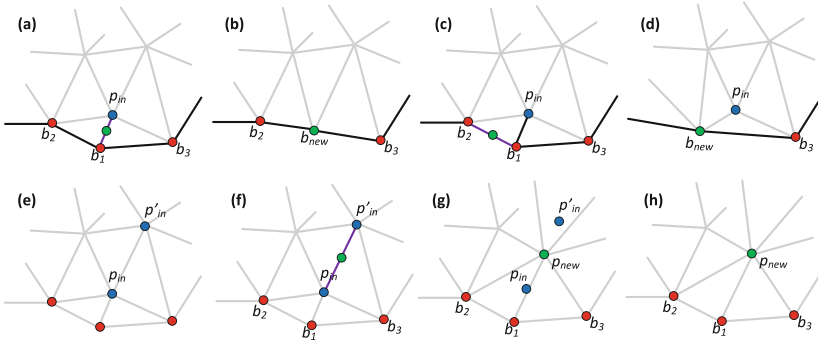 (a) (b) (c) (d)
p_in p_in p_in
b_2 b_1 b_3 b_2 b_new b_3 b_2 b_1 b_3 b_new b_3
(e) (f) (g) (h)
p'_in p'_in p'_in
p_in p_in p_in p_new p_new
b_2 b_1 b_3 b_2 b_1 b_3 b_2 b_1 b_3